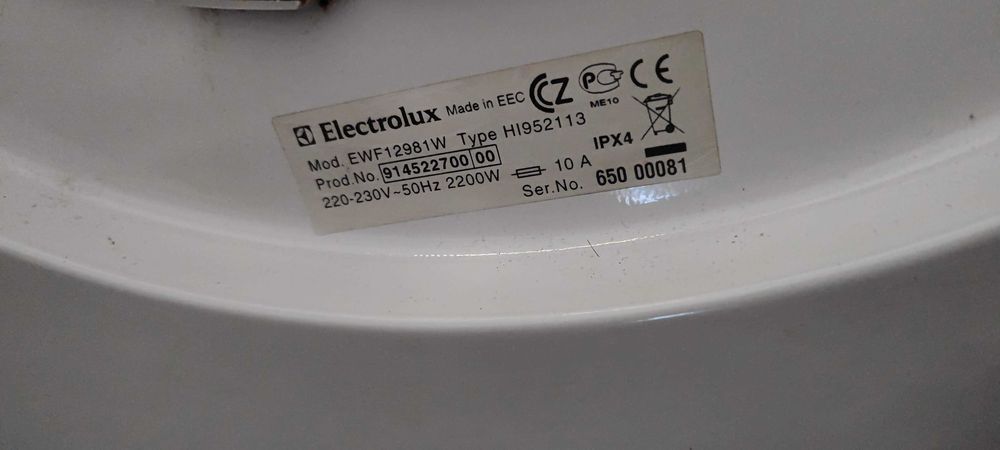 Electrolux Made in EEC CZ PC CE
ME10
Mod. EWF12981W Type HI952113
Prod.No. 914522700 00 IPX4
220-230V~50Hz 2200W 10 A
Ser.No. 650 00081